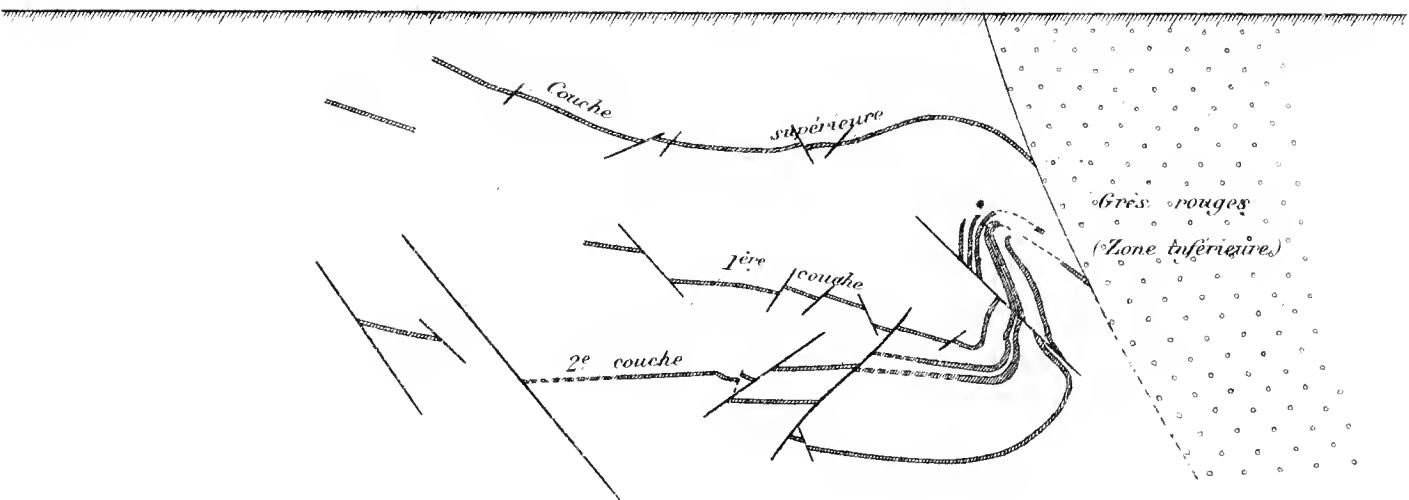 Couche supérieure
Grès rouges
(Zone inférieure)
1ère couche
2e couche